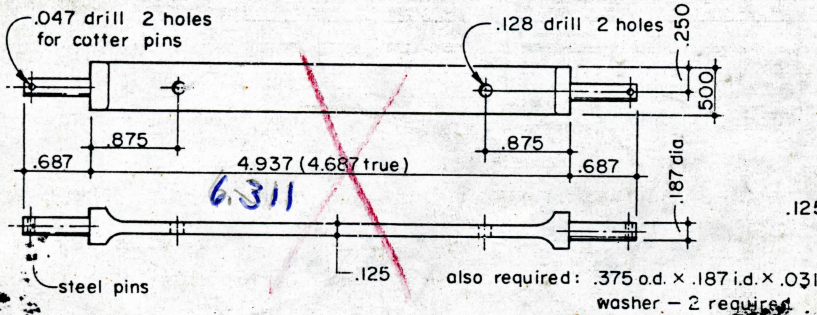 .047 drill 2 holes
for cotter pins
.128 drill 2 holes
.250
.500
.875
.875
.687
4.937 (4.687 true)
.687
6.311
.187 dia.
.125
.125
steel pins
also required: .375 o.d. × .187 i.d. × .031
washer – 2 required